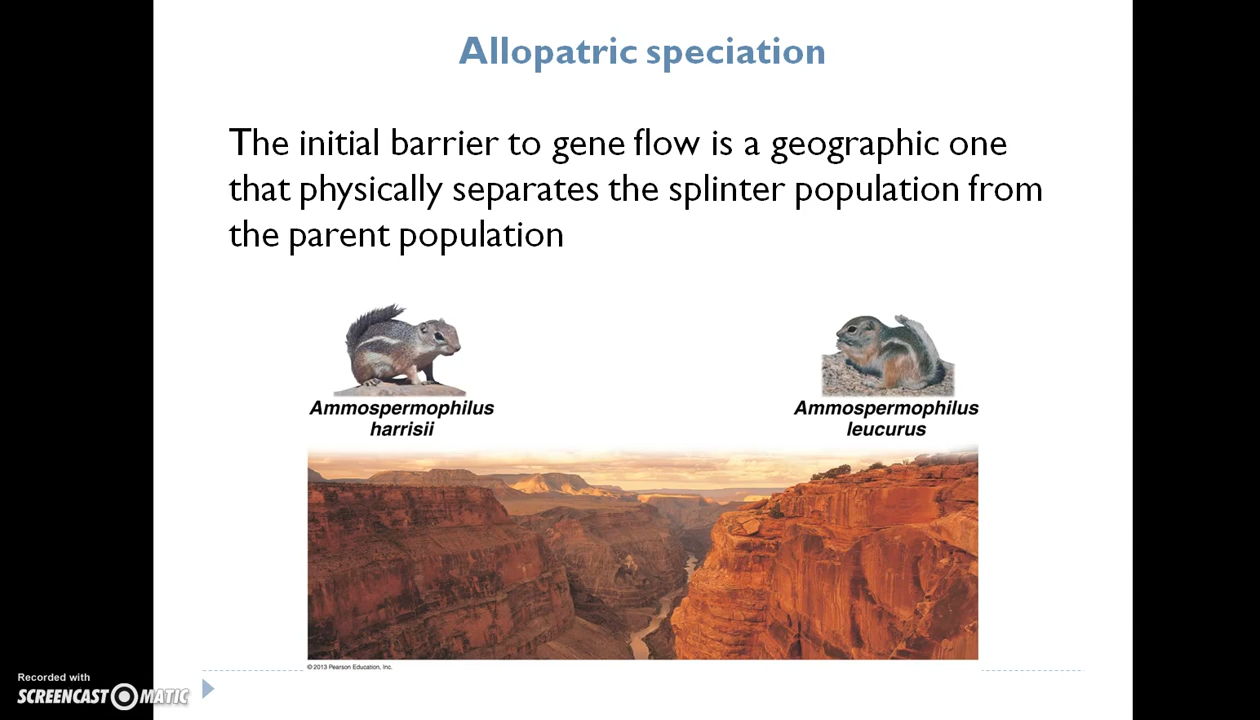 Allopatric speciation
The initial barrier to gene flow is a geographic one
that physically separates the splinter population from
the parent population
Ammospermophilus
harrisii
Ammospermophilus
leucurus
© 2013 Pearson Education, Inc.
Recorded with
SCREENCAST MATIC